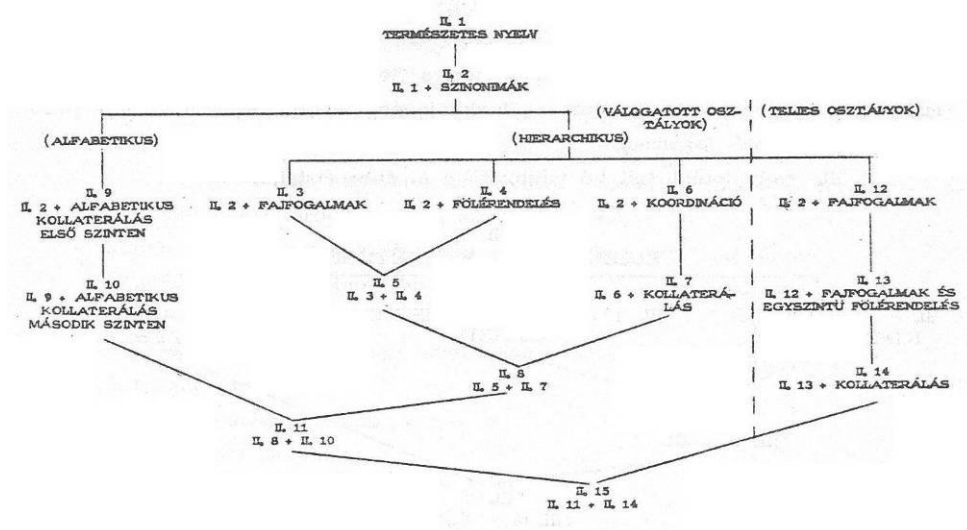 II. 1
TERMÉSZETES NYELV
II. 2
II. 1 + SZINONIMÁK
(ALFABETIKUS)
(HIERARCHIKUS)
(VÁLOGATOTT OSZ-
TÁLYOK)
(TELJES OSZTÁLYOK)
II. 9
II. 2 + ALFABETIKUS
KOLLATERÁLÁS
ELSŐ SZINTEN
II. 3
II. 2 + FAJFOGALMAK
II. 4
II. 2 + FÖLÉRENDELÉS
II. 6
II. 2 + KOORDINÁCIÓ
II. 12
II. 2 + FAJFOGALMAK
II. 10
II. 9 + ALFABETIKUS
KOLLATERÁLÁS
MÁSODIK SZINTEN
II. 5
II. 3 + II. 4
II. 7
II. 6 + KOLLATERÁ-
LÁS
II. 13
II. 12 + FAJFOGALMAK ÉS
EGYSZINTÜ FÖLÉRENDELÉS
II. 8
II. 5 + II. 7
II. 14
II. 13 + KOLLATERÁLÁS
II. 11
II. 8 + II. 10
II. 15
II. 11 + II. 14